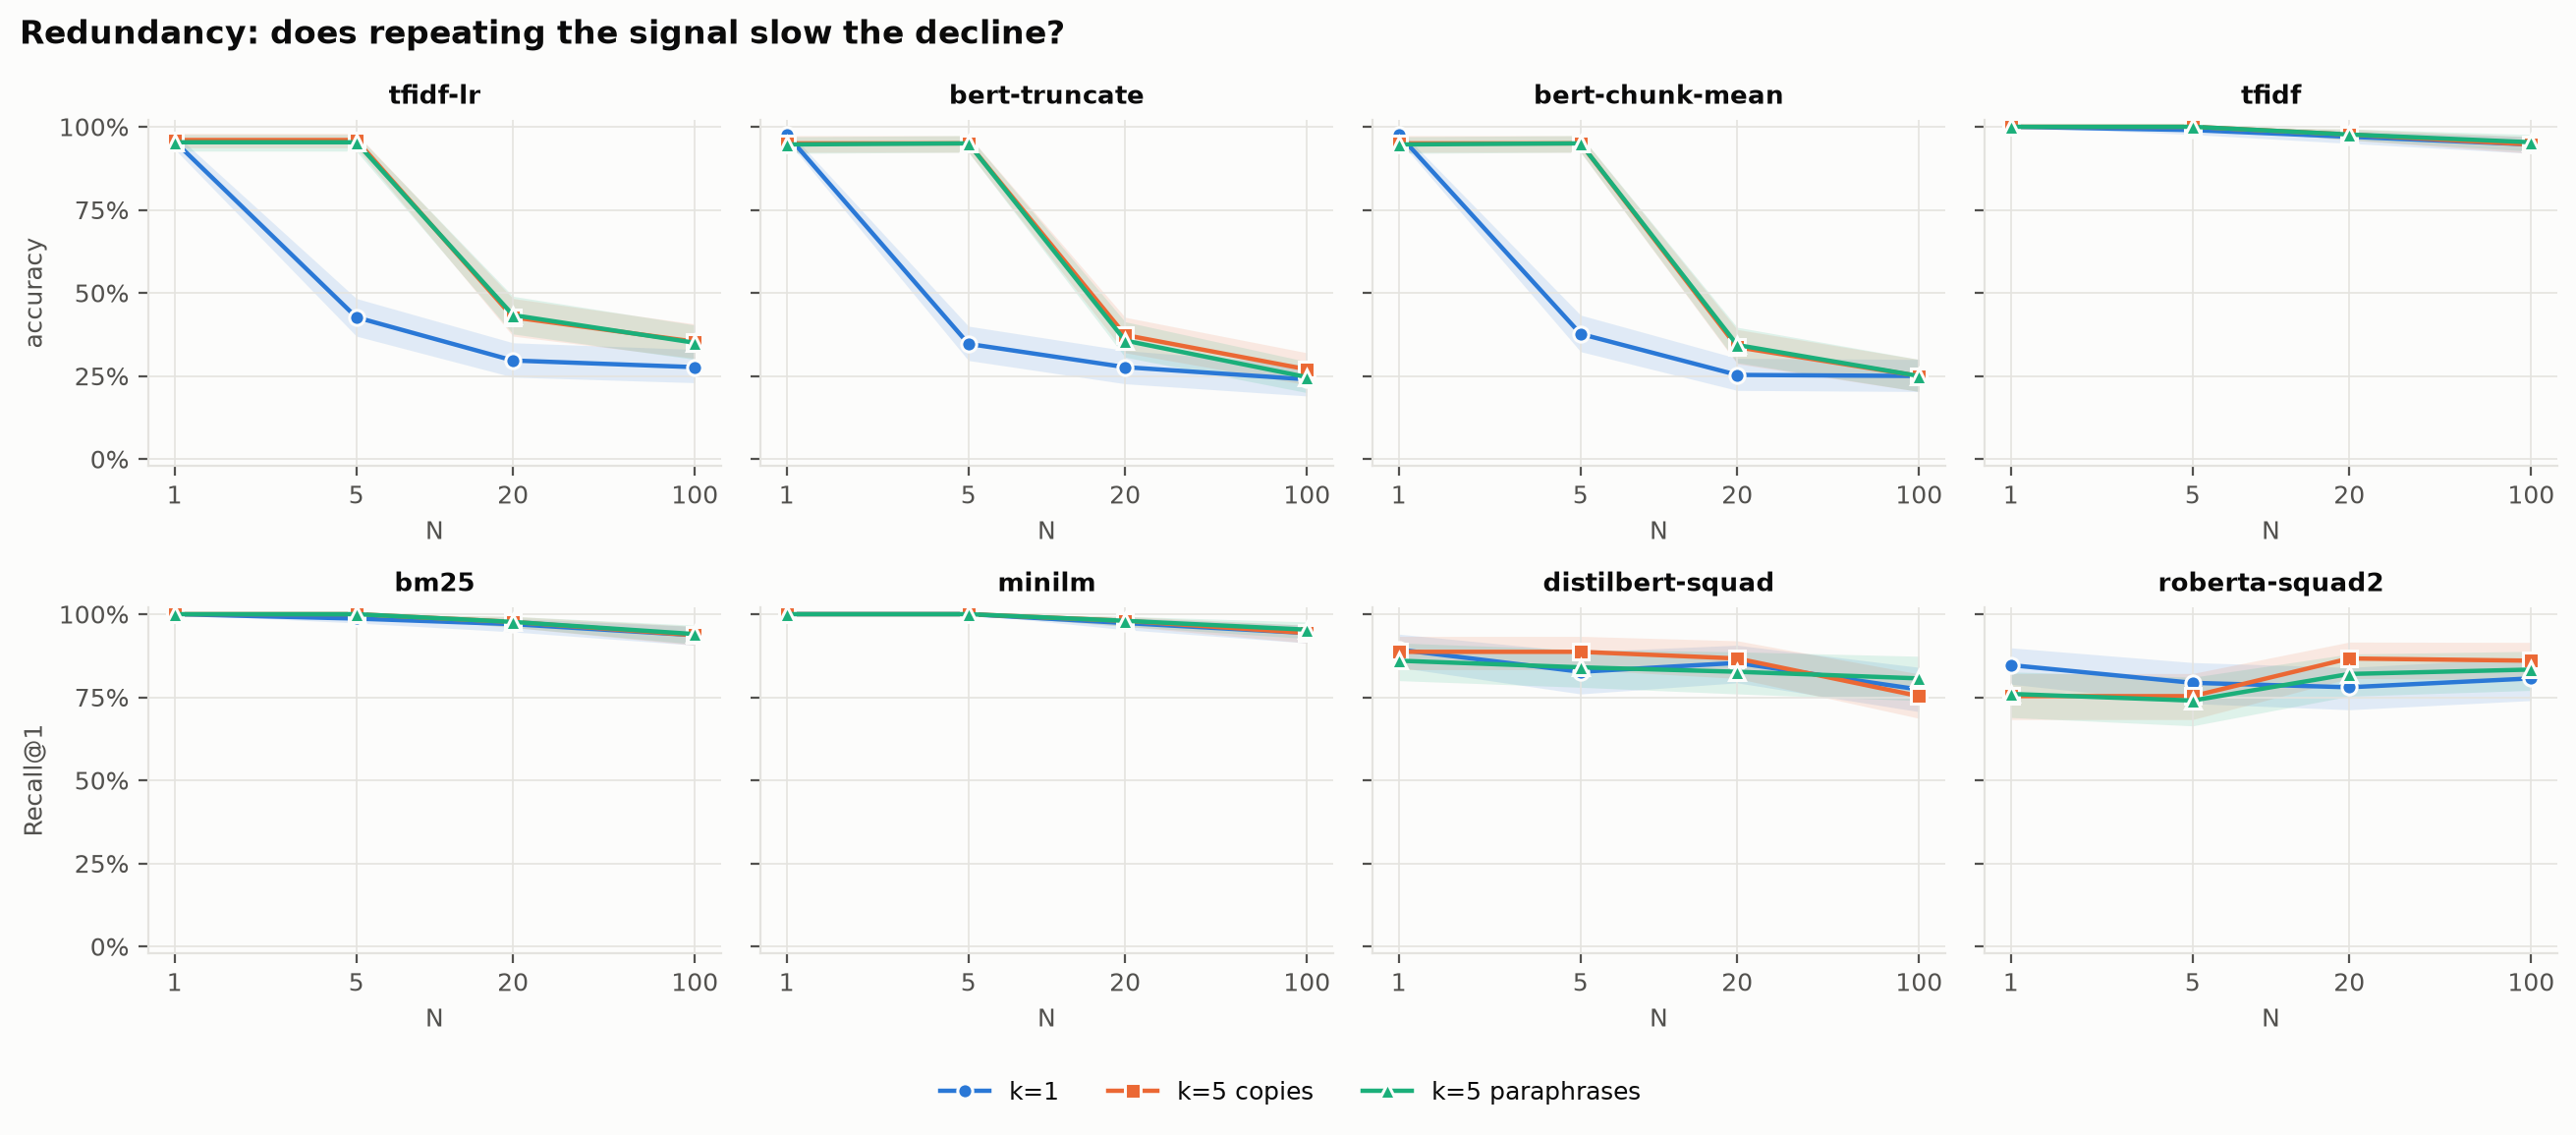 Redundancy: does repeating the signal slow the decline?
tfidf-lr
bert-truncate
bert-chunk-mean
tfidf
accuracy
100%
75%
50%
25%
0%
1 5 20 100
1 5 20 100
1 5 20 100
1 5 20 100
N
N
N
N
bm25
minilm
distilbert-squad
roberta-squad2
Recall@1
100%
75%
50%
25%
0%
1 5 20 100
1 5 20 100
1 5 20 100
1 5 20 100
N
N
N
N
k=1
k=5 copies
k=5 paraphrases